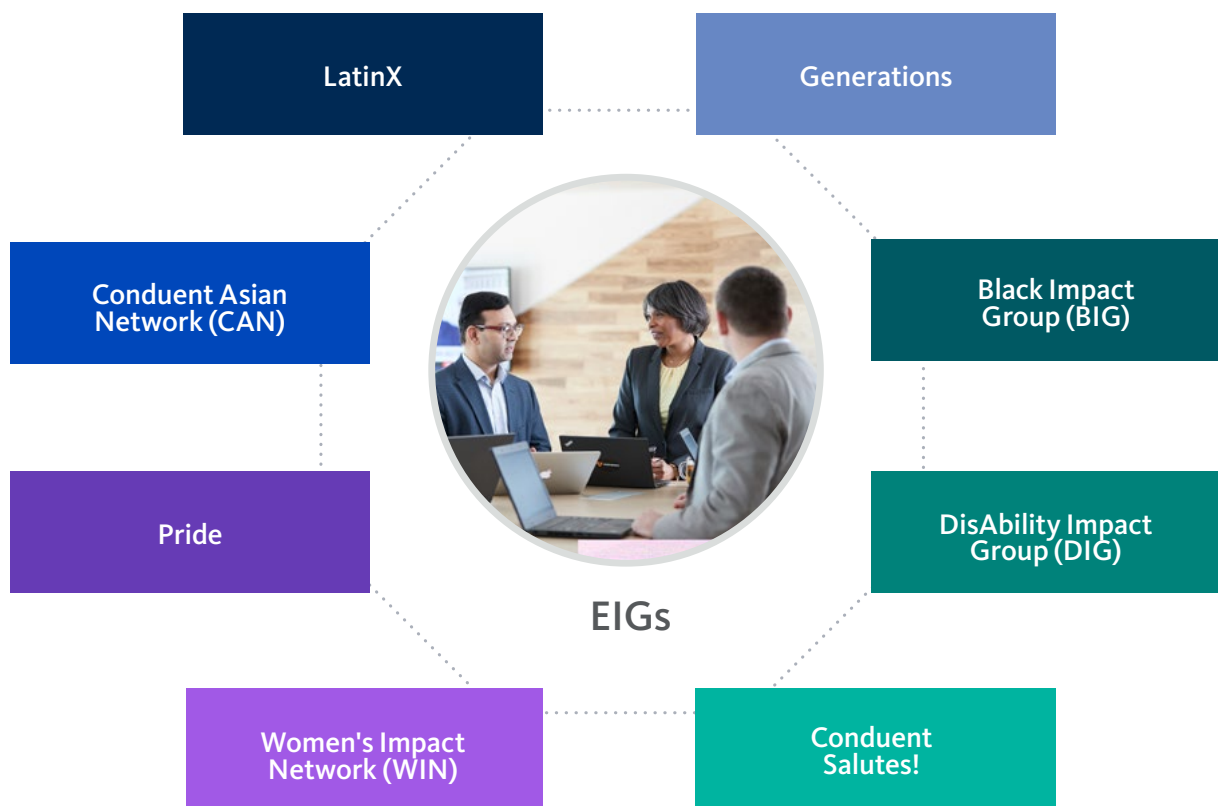 LatinX
Generations
Conduent Asian
Network (CAN)
Black Impact
Group (BIG)
Pride
DisAbility Impact
Group (DIG)
EIGs
Women's Impact
Network (WIN)
Conduent
Salutes!